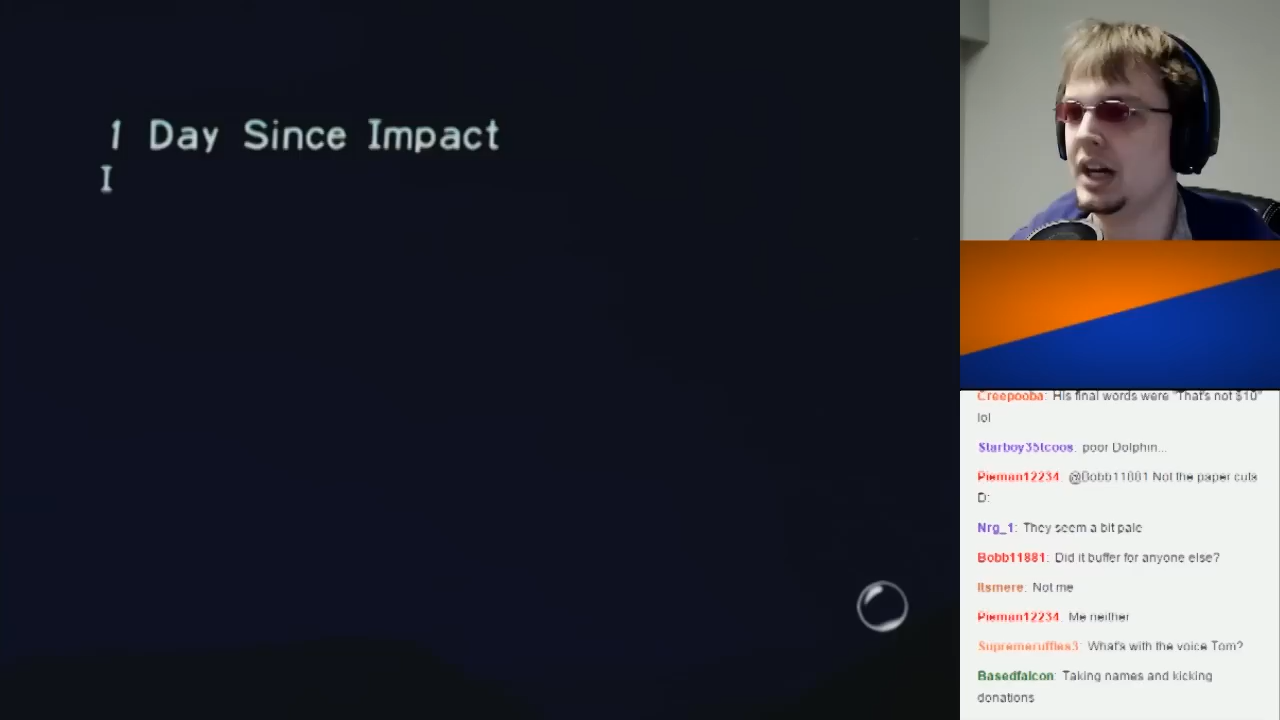 1 Day Since Impact
I
Creepooba: His final words were "That's not $10"
lol
Starboy35tcoos: poor Dolphin...
Pieman12234: @Bobb11881 Not the paper cuts
D:
Nrg_1: They seem a bit pale
Bobb11881: Did it buffer for anyone else?
Itsmere: Not me
Pieman12234: Me neither
Supremeruffles3: What's with the voice Tom?
Basedfalcon: Taking names and kicking
donations